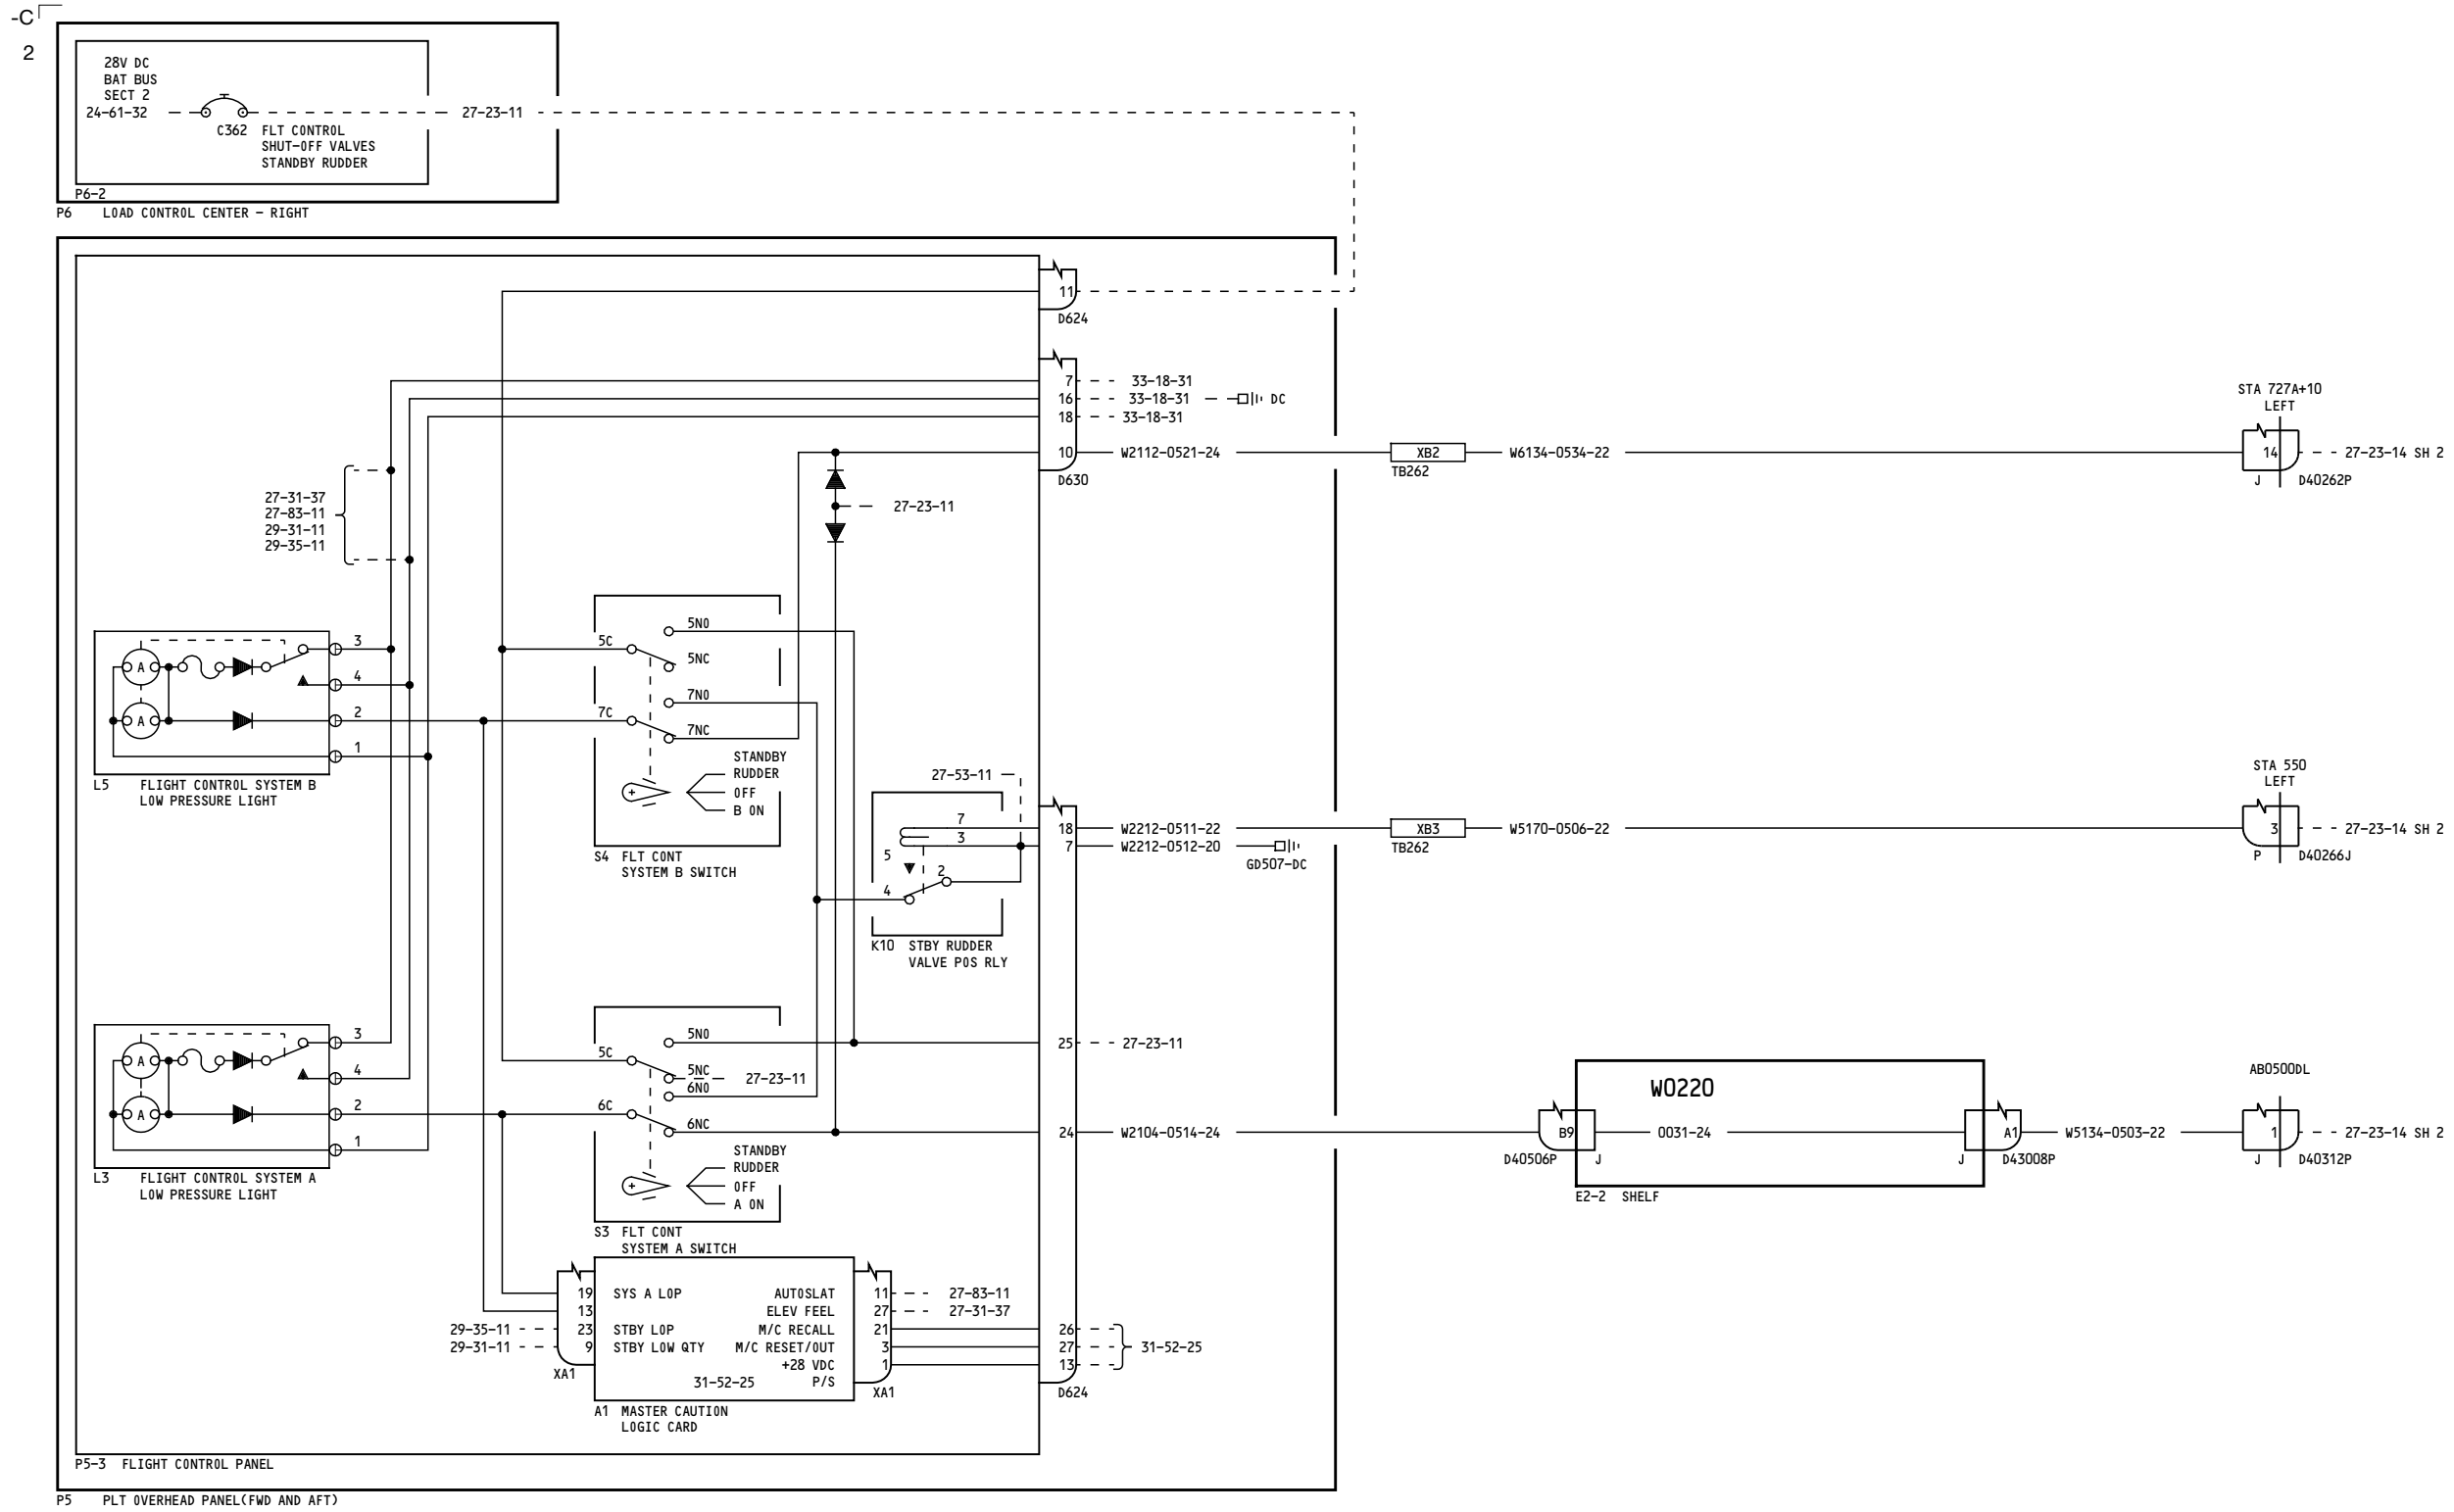 -C
2
28V DC
BAT BUS
SECT 2
24-61-32
27-23-11
C362 FLT CONTROL
SHUT-OFF VALVES
STANDBY RUDDER
P6-2
P6 LOAD CONTROL CENTER - RIGHT
11
D624
7 33-18-31
16 33-18-31 DC
18 33-18-31
10 W2112-0521-24 XB2 W6134-0534-22
TB262
D630
STA 727A+10
LEFT
14 27-23-14 SH 2
J D40262P
27-31-37
27-83-11
29-31-11
29-35-11
27-23-11
3
4
2
1
A
A
L5 FLIGHT CONTROL SYSTEM B
LOW PRESSURE LIGHT
5N0
5C
5NC
7N0
7C
7NC
STANDBY
RUDDER
OFF
B ON
S4 FLT CONT
SYSTEM B SWITCH
27-53-11
7
3
5
2
4
K10 STBY RUDDER
VALVE POS RLY
18 W2212-0511-22 XB3 W5170-0506-22
7 W2212-0512-20
TB262
GD507-DC
STA 550
LEFT
3 27-23-14 SH 2
P D40266J
3
4
2
1
A
A
L3 FLIGHT CONTROL SYSTEM A
LOW PRESSURE LIGHT
5N0
5C
5NC 27-23-11
6N0
6C
6NC
STANDBY
RUDDER
OFF
A ON
S3 FLT CONT
SYSTEM A SWITCH
25 27-23-11
24 W2104-0514-24
W0220
B9 0031-24 A1 W5134-0503-22
D40506P J J D43008P
E2-2 SHELF
AB0500DL
1 27-23-14 SH 2
J D40312P
19 SYS A LOP AUTOSLAT 11 27-83-11
13 ELEV FEEL 27 27-31-37
29-35-11 23 STBY LOP M/C RECALL 21 26
29-31-11 9 STBY LOW QTY M/C RESET/OUT 3 27 31-52-25
+28 VDC 1 13
XA1 31-52-25 P/S XA1 D624
A1 MASTER CAUTION
LOGIC CARD
P5-3 FLIGHT CONTROL PANEL
P5 PLT OVERHEAD PANEL(FWD AND AFT)